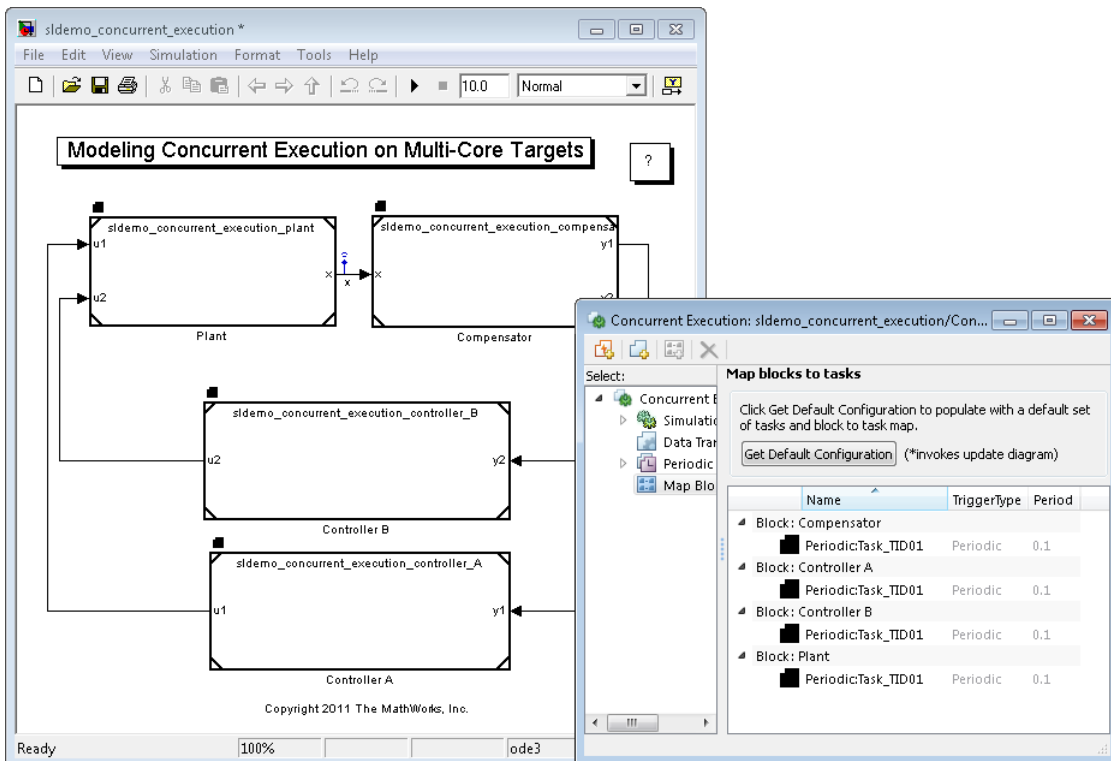 sldemo_concurrent_execution *
File Edit View Simulation Format Tools Help
10.0 Normal
Modeling Concurrent Execution on Multi-Core Targets
?
sldemo_concurrent_execution_plant
u1
u2
x
Plant
x
sldemo_concurrent_execution_compensa
x
y1
y2
Compensator
sldemo_concurrent_execution_controller_B
u2
y2
Controller B
sldemo_concurrent_execution_controller_A
u1
y1
Controller A
Copyright 2011 The MathWorks, Inc.
Ready 100% ode3
Concurrent Execution: sldemo_concurrent_execution/Con...
Select:
Concurrent E
Simulatic
Data Trar
Periodic
Map Blo
Map blocks to tasks
Click Get Default Configuration to populate with a default set
of tasks and block to task map.
Get Default Configuration (*invokes update diagram)
Name TriggerType Period
Block: Compensator
Periodic:Task_TID01 Periodic 0.1
Block: Controller A
Periodic:Task_TID01 Periodic 0.1
Block: Controller B
Periodic:Task_TID01 Periodic 0.1
Block: Plant
Periodic:Task_TID01 Periodic 0.1